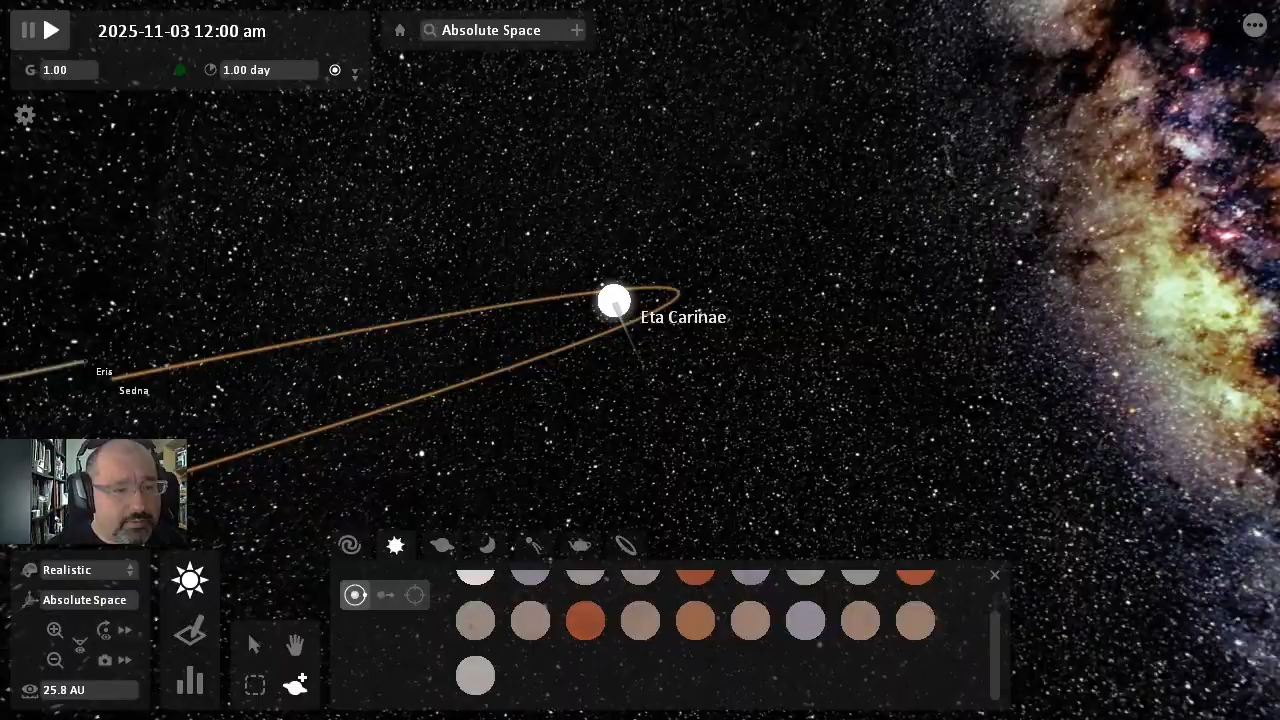 2025-11-03 12:00 am
Absolute Space
G 1.00
1.00 day
Eta Carinae
Eris
Sedna
Realistic
Absolute Space
25.8 AU